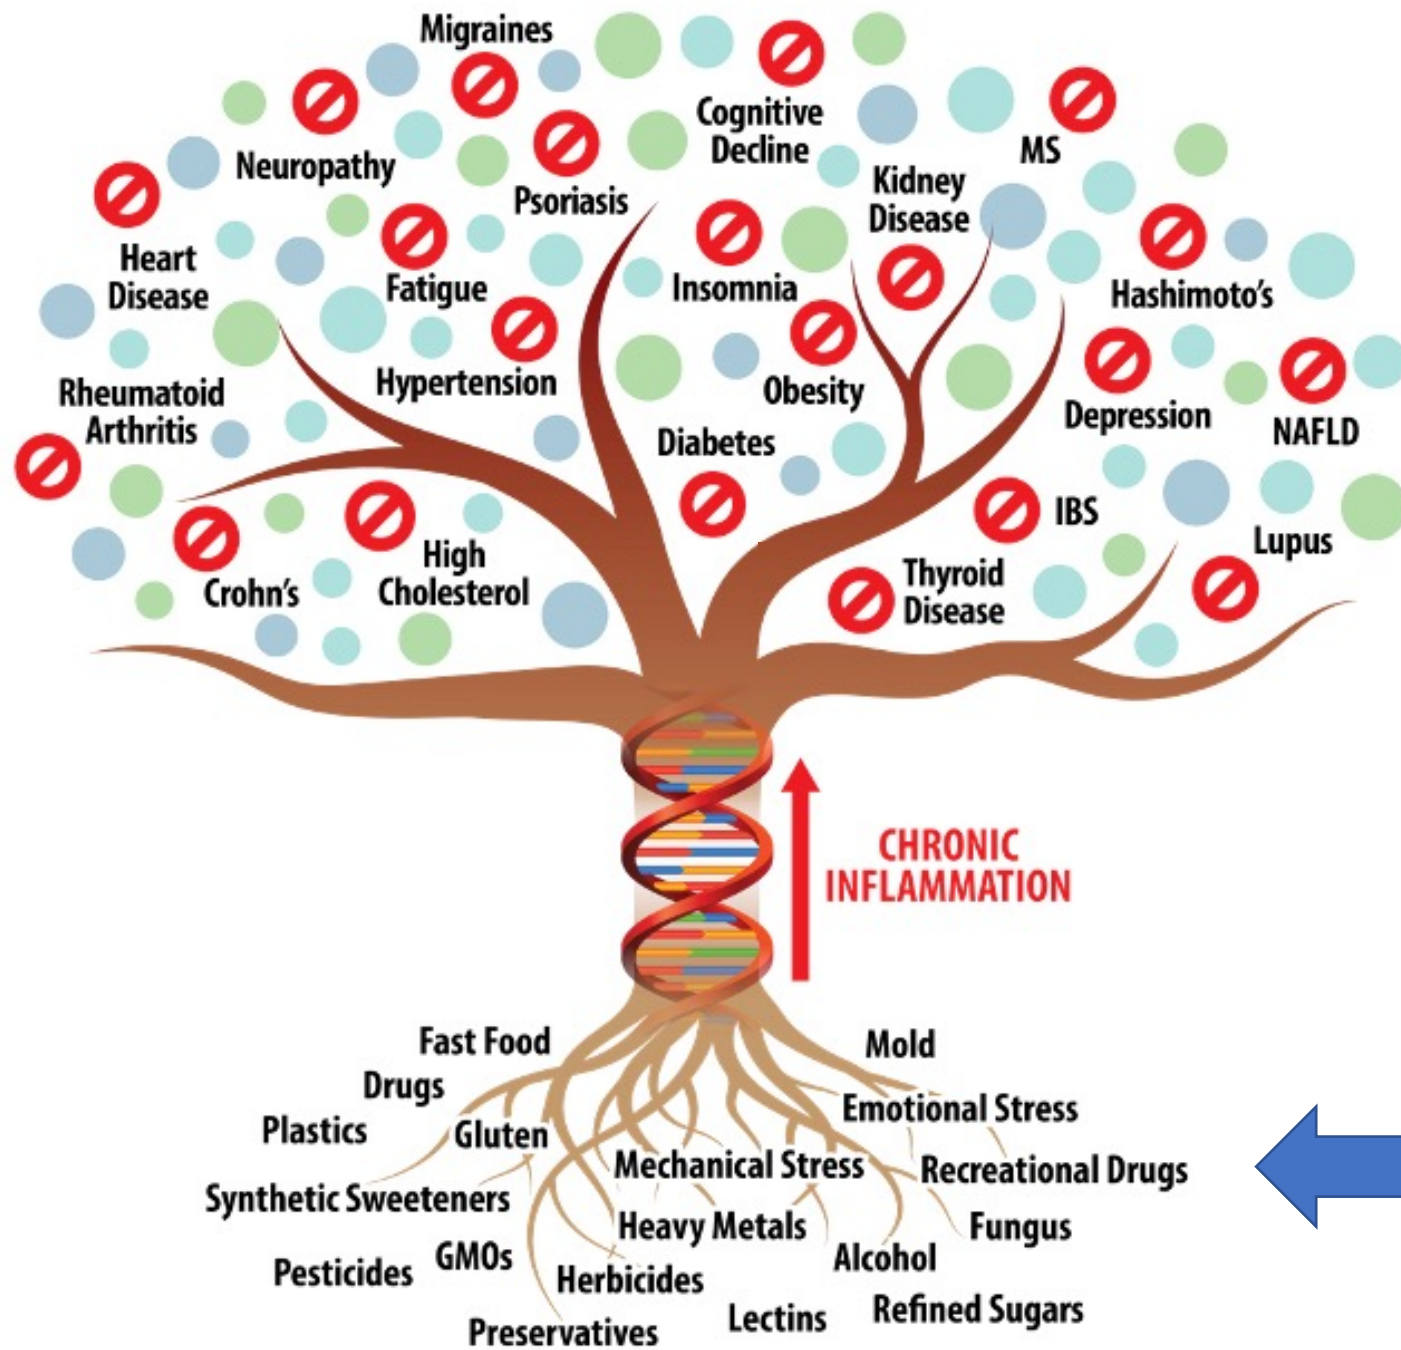 Migraines
Cognitive
Decline
MS
Neuropathy
Psoriasis
Kidney
Disease
Heart
Disease
Fatigue
Insomnia
Hashimoto's
Hypertension
Obesity
Rheumatoid
Arthritis
Depression
NAFLD
Diabetes
IBS
Lupus
Crohn's
High
Cholesterol
Thyroid
Disease
CHRONIC
INFLAMMATION
Fast Food
Mold
Drugs
Emotional Stress
Plastics
Gluten
Mechanical Stress
Recreational Drugs
Synthetic Sweeteners
Heavy Metals
Fungus
GMOs
Alcohol
Pesticides
Herbicides
Refined Sugars
Lectins
Preservatives